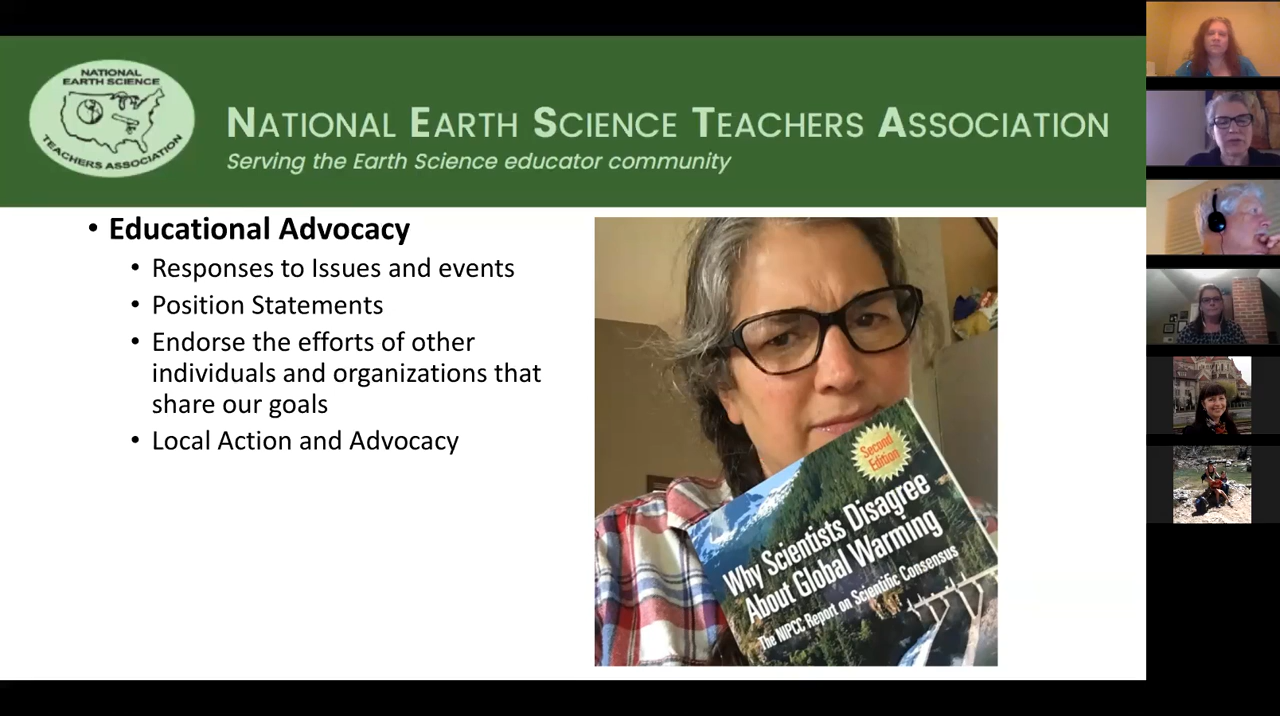 NATIONAL
EARTH SCIENCE
TEACHERS ASSOCIATION
NATIONAL EARTH SCIENCE TEACHERS ASSOCIATION
Serving the Earth Science educator community
• Educational Advocacy
• Responses to Issues and events
• Position Statements
• Endorse the efforts of other
individuals and organizations that
share our goals
• Local Action and Advocacy
Second
Edition
Why Scientists Disagree
About Global Warming
The NIPCC Report on Scientific Consensus